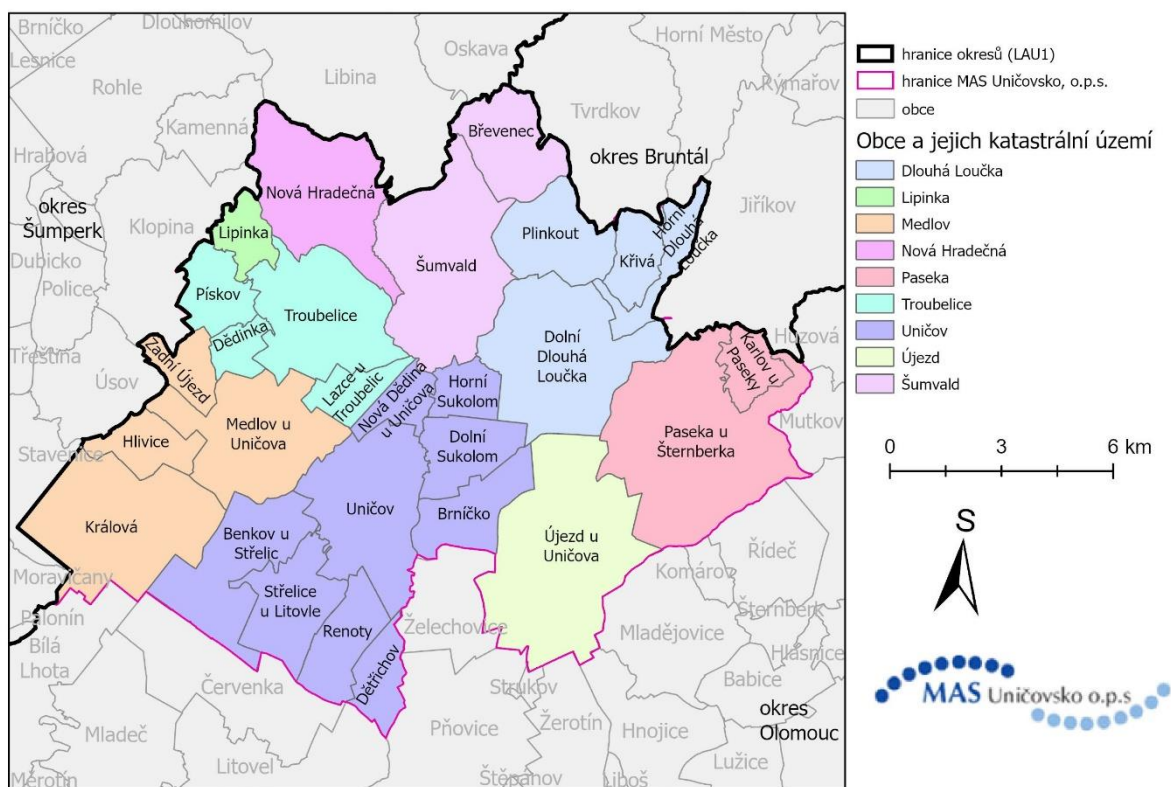 Brníčko
Dlouhomilov
Lesnice
Rohle
Libina
Oskava
Horní Město
Rýmařov
Tvrdkov
Kamenná
Hrabová
okres
Šumperk
Klopina
Dubicko
Police
Třeština
Úsov
Stavenice
Moravičany
Palonín
Bílá
Lhota
Mladeč
Měrotín
Červenka
Litovel
Pňovice
Štěpánov
Želechovice
Strukov
Žerotín
Liboš
Hnojice
Lužice
Babice
Mladějovice
Komárov
Řídeč
Šternberk
Hlásnice
Mutkov
Huzová
Jiříkov
okres Bruntál
okres
Olomouc
Břevenec
Nová Hradečná
Lipinka
Šumvald
Plinkout
Křivá
Horní
Dlouhá
Loučka
Pískov
Troubelice
Dědinka
Zadní Újezd
Lazce u
Troubelic
Nová Dědina
u Uničova
Horní
Sukolom
Dolní
Dlouhá
Loučka
Karlov u
Paseky
Paseka u
Šternberka
Hlivice
Medlov u
Uničova
Dolní
Sukolom
Králová
Uničov
Brníčko
Benkov u
Střelic
Újezd u
Uničova
Střelice
u Litovle
Renoty
Dětřichov
hranice okresů (LAU1)
hranice MAS Uničovsko, o.p.s.
obce
Obce a jejich katastrální území
Dlouhá Loučka
Lipinka
Medlov
Nová Hradečná
Paseka
Troubelice
Uničov
Újezd
Šumvald
0 3 6 km
S
MAS Uničovsko o.p.s